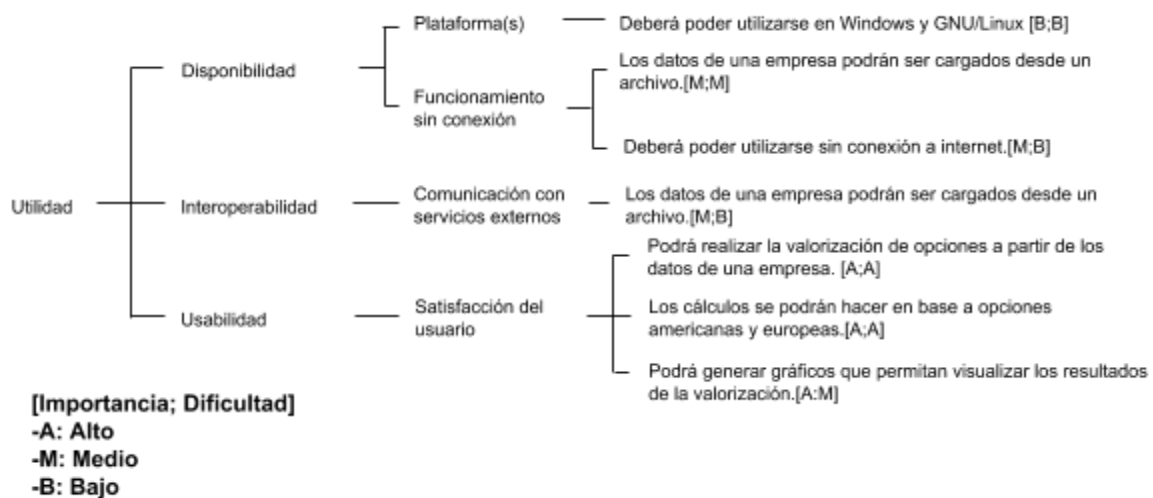 Utilidad
Disponibilidad
Plataforma(s)
Deberá poder utilizarse en Windows y GNU/Linux [B;B]
Funcionamiento
sin conexión
Los datos de una empresa podrán ser cargados desde un
archivo.[M;M]
Deberá poder utilizarse sin conexión a internet.[M;B]
Interoperabilidad
Comunicación con
servicios externos
Los datos de una empresa podrán ser cargados desde un
archivo.[M;B]
Usabilidad
Satisfacción del
usuario
Podrá realizar la valorización de opciones a partir de los
datos de una empresa. [A;A]
Los cálculos se podrán hacer en base a opciones
americanas y europeas.[A;A]
Podrá generar gráficos que permitan visualizar los resultados
de la valorización.[A:M]
[Importancia; Dificultad]
-A: Alto
-M: Medio
-B: Bajo